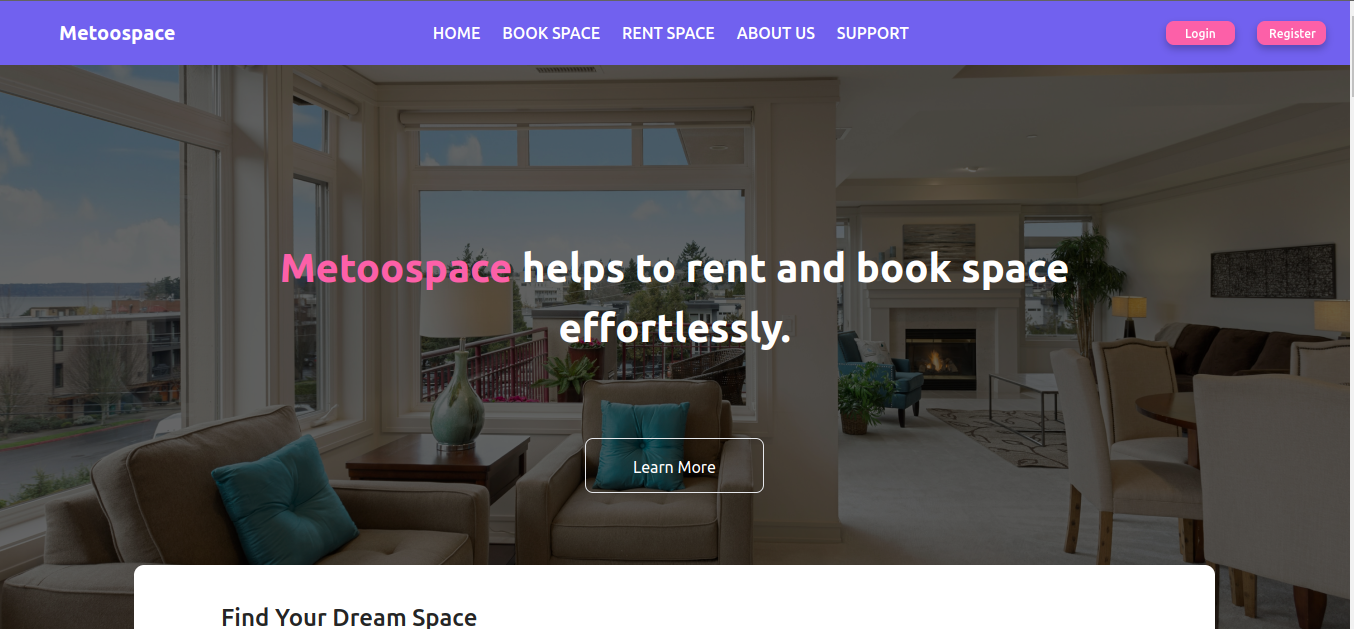 Metoospace
HOME BOOK SPACE RENT SPACE ABOUT US SUPPORT
Login Register
Metoospace helps to rent and book space
effortlessly.
Learn More
Find Your Dream Space